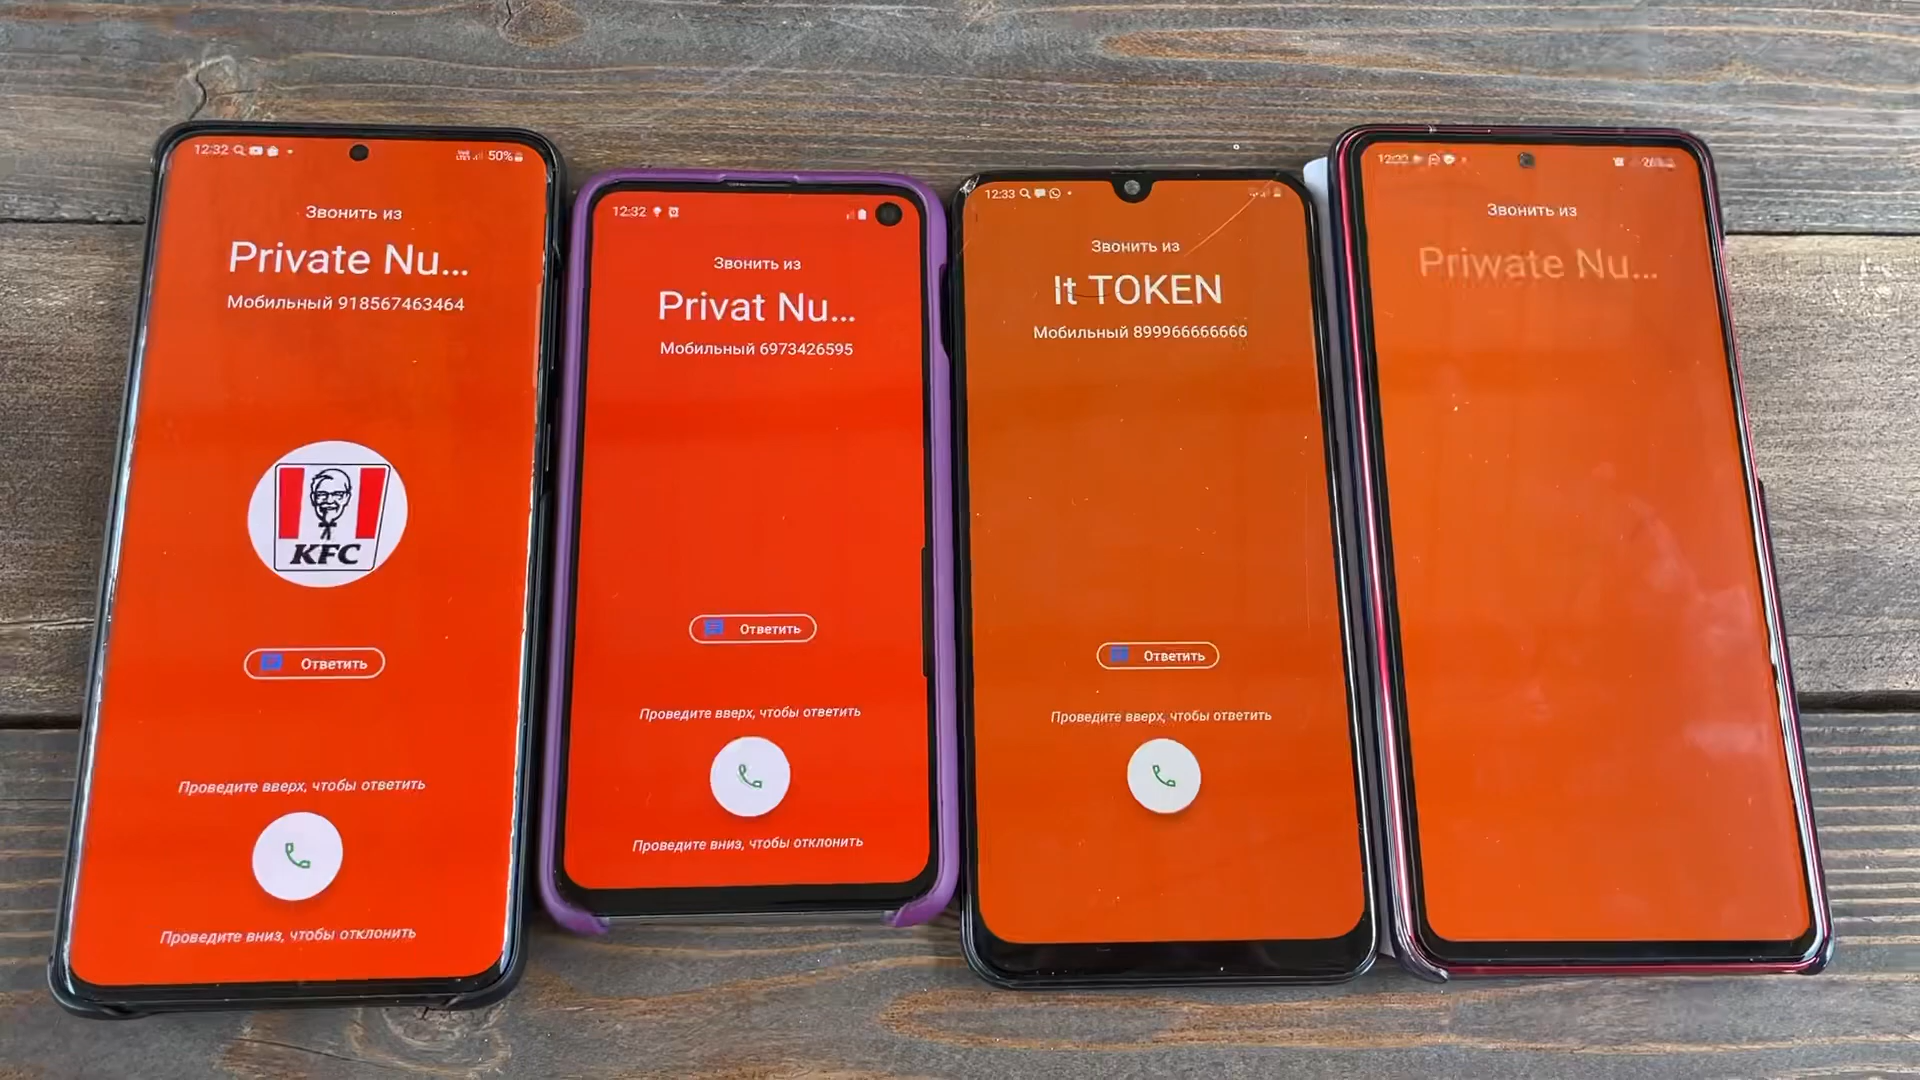 12:32
50%
Звонить из
Private Nu...
Мобильный 918567463464
KFC
Ответить
Проведите вверх, чтобы ответить
Проведите вниз, чтобы отклонить
12:32
Звонить из
Privat Nu...
Мобильный 6973426595
Ответить
Проведите вверх, чтобы ответить
Проведите вниз, чтобы отклонить
12:33
Звонить из
It TOKEN
Мобильный 899966666666
Ответить
Проведите вверх, чтобы ответить
Звонить из
Priwate Nu...